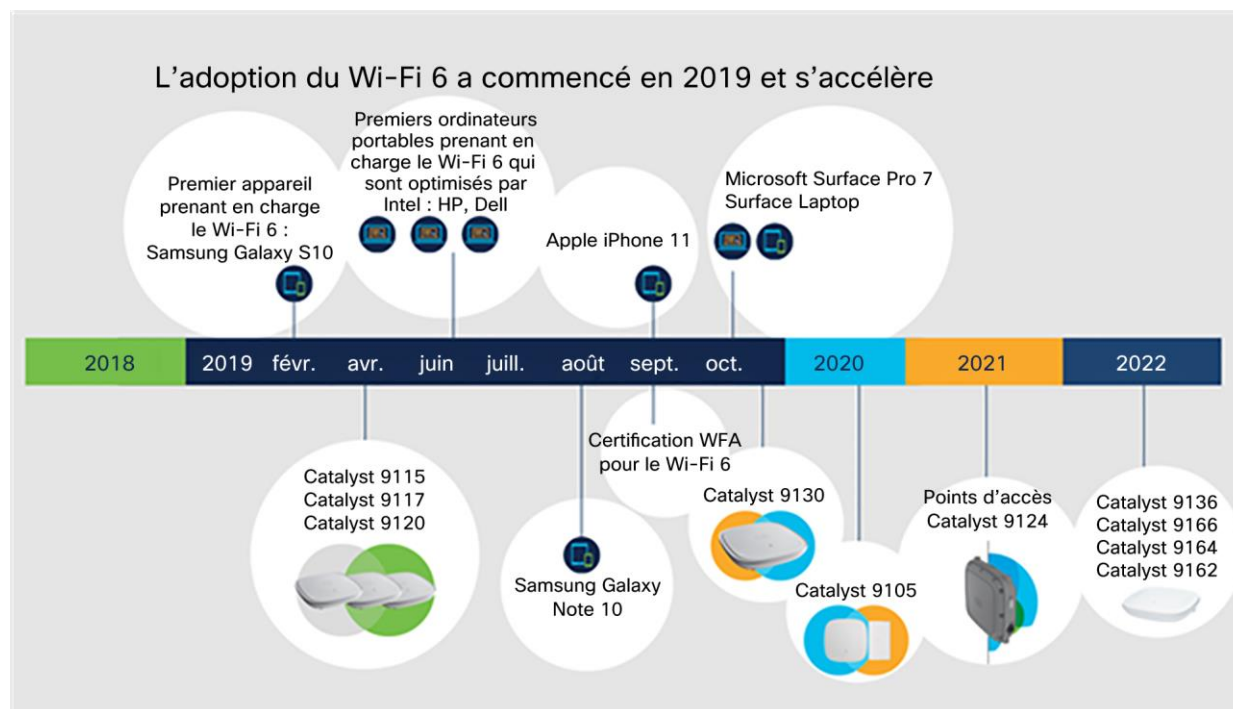 L'adoption du Wi-Fi 6 a commencé en 2019 et s'accélère
Premier appareil
prenant en charge
le Wi-Fi 6 :
Samsung Galaxy S10
Premiers ordinateurs
portables prenant en
charge le Wi-Fi 6 qui
sont optimisés par
Intel : HP, Dell
Apple iPhone 11
Microsoft Surface Pro 7
Surface Laptop
2018 2019 févr. avr. juin juill. août sept. oct. 2020 2021 2022
Catalyst 9115
Catalyst 9117
Catalyst 9120
Samsung Galaxy
Note 10
Certification WFA
pour le Wi-Fi 6
Catalyst 9130
Catalyst 9105
Points d'accès
Catalyst 9124
Catalyst 9136
Catalyst 9166
Catalyst 9164
Catalyst 9162